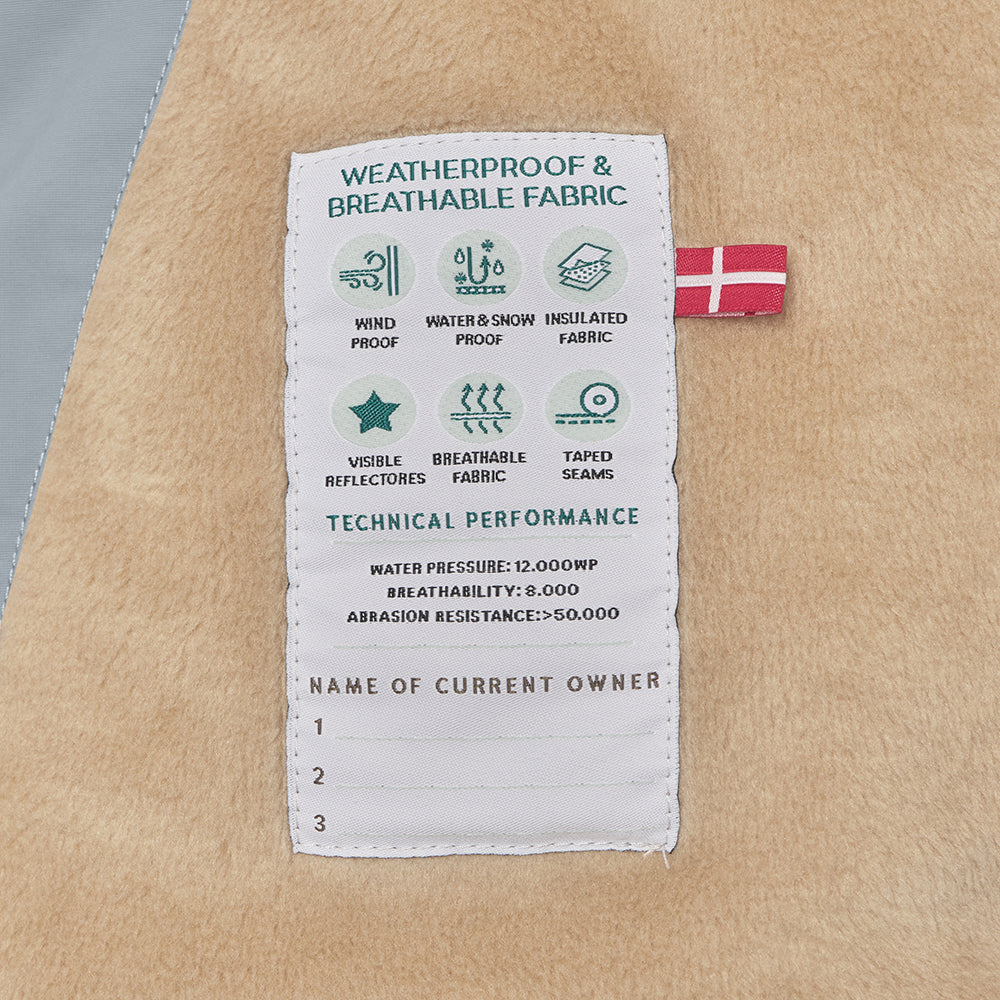 WEATHERPROOF &
BREATHABLE FABRIC
WIND
PROOF
WATER & SNOW
PROOF
INSULATED
FABRIC
VISIBLE
REFLECTORES
BREATHABLE
FABRIC
TAPED
SEAMS
TECHNICAL PERFORMANCE
WATER PRESSURE: 12.000WP
BREATHABILITY: 8.000
ABRASION RESISTANCE:>50.000
NAME OF CURRENT OWNER
1
2
3